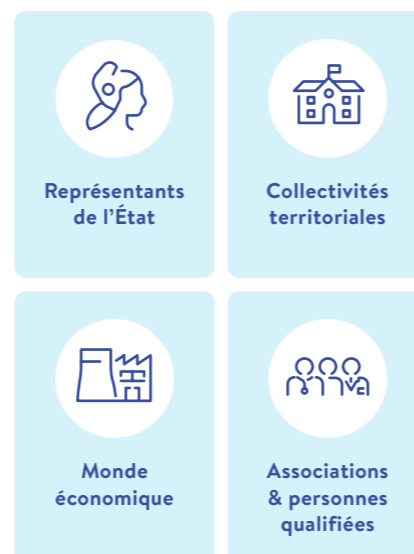 Représentants
de l’État
Collectivités
territoriales
Monde
économique
Associations
& personnes
qualifiées